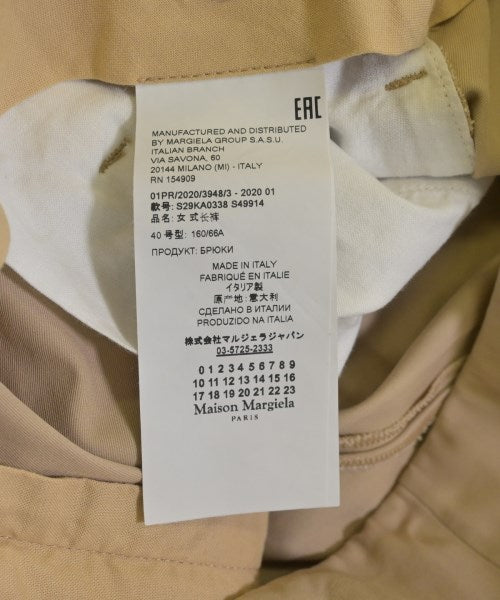 EAC
MANUFACTURED AND DISTRIBUTED
BY MARGIELA GROUP S.A.S.U.
ITALIAN BRANCH
VIA SAVONA, 60
20144 MILANO (MI) - ITALY
RN 154909
01PR/2020/3948/3 - 2020 01
款号: S29KA0338 S49914
品名: 女 式长裤
40 号型: 160/66A
ПРОДУКТ: БРЮКИ
MADE IN ITALY
FABRIQUÉ EN ITALIE
イタリア製
原产地: 意大利
СДЕЛАНО В ИТАЛИИ
PRODUZIDO NA ITALIA
株式会社マルジェラジャパン
03-5725-2333
0 1 2 3 4 5 6 7 8 9
10 11 12 13 14 15 16
17 18 19 20 21 22 23
Maison Margiela
PARIS